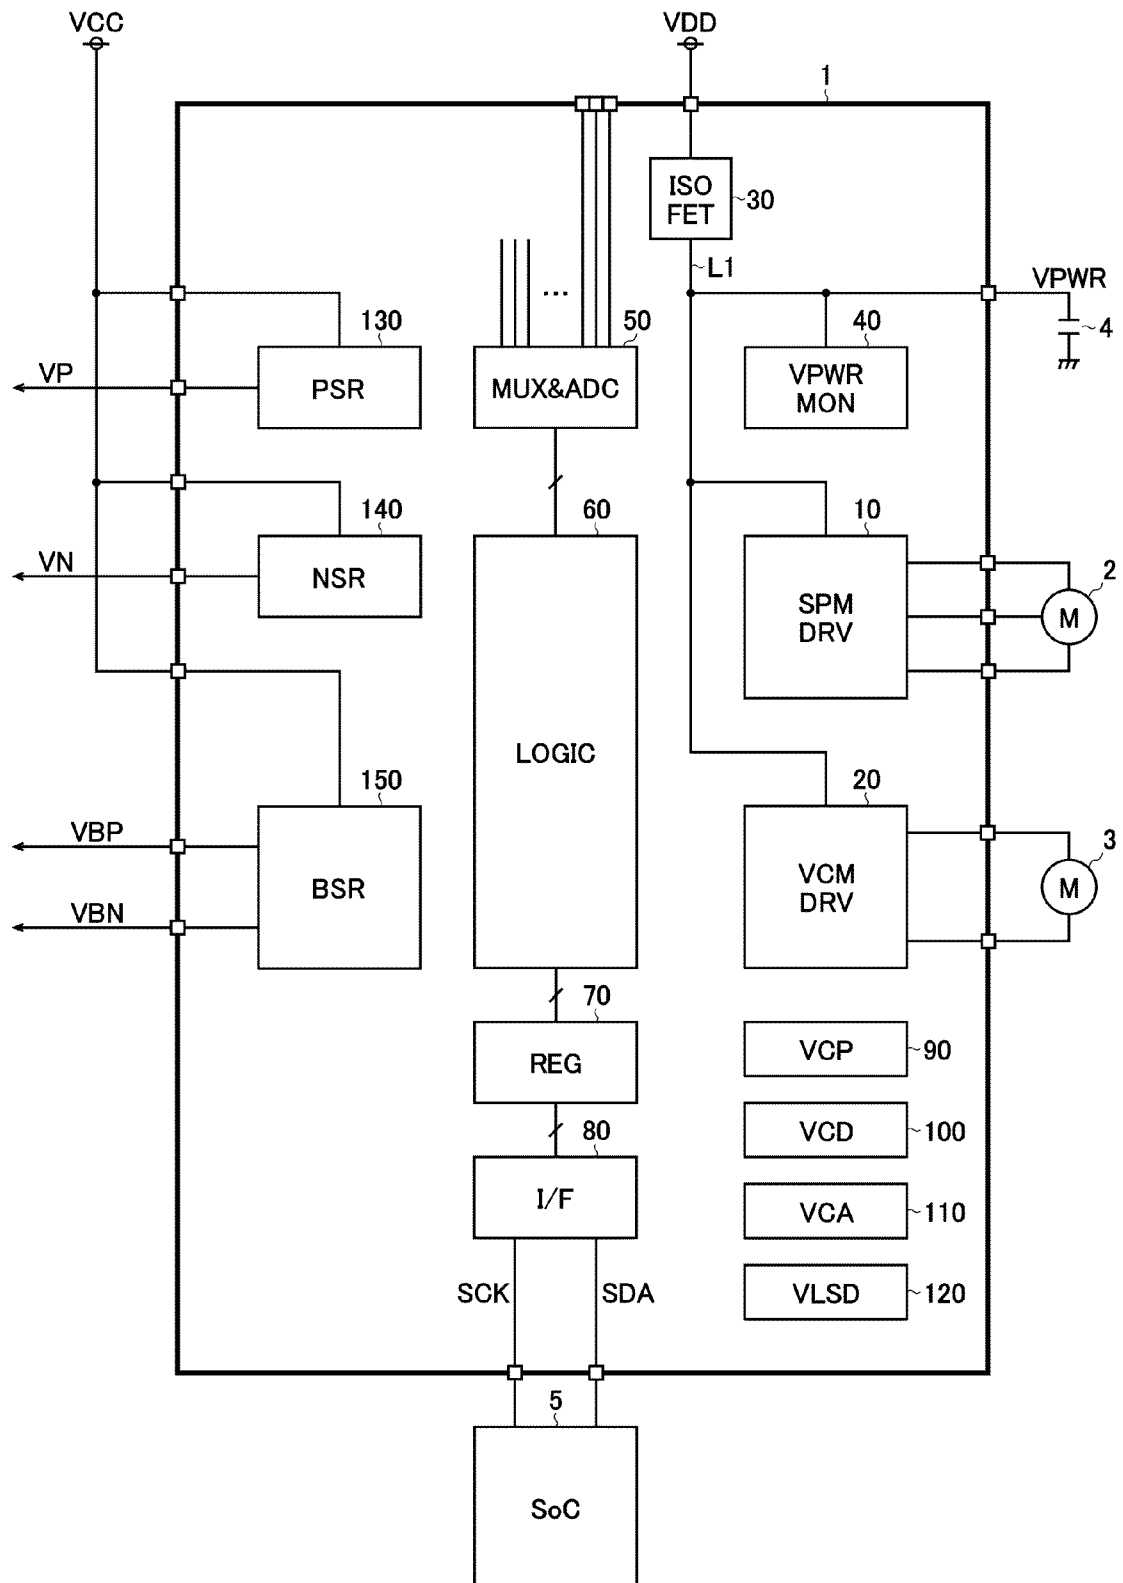 VCC
VDD
1
ISO
FET
30
L1
VPWR
4
130
50
40
VP
PSR
MUX&ADC
...
VPWR
MON
140
60
10
VN
NSR
SPM
DRV
2
M
LOGIC
150
20
VBP
BSR
VBN
VCM
DRV
3
M
70
REG
VCP
90
80
VCD
100
I/F
VCA
110
SCK
SDA
VLSD
120
5
SoC